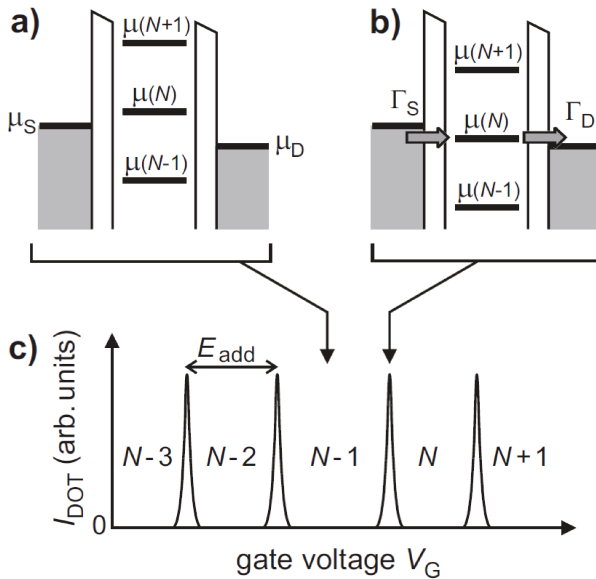 a)
μ(N+1)
μ(N)
μ(N-1)
μS
μD
b)
μ(N+1)
ΓS
μ(N)
ΓD
μ(N-1)
c)
IDOT (arb. units)
0
Eadd
N-3
N-2
N-1
N
N+1
gate voltage VG